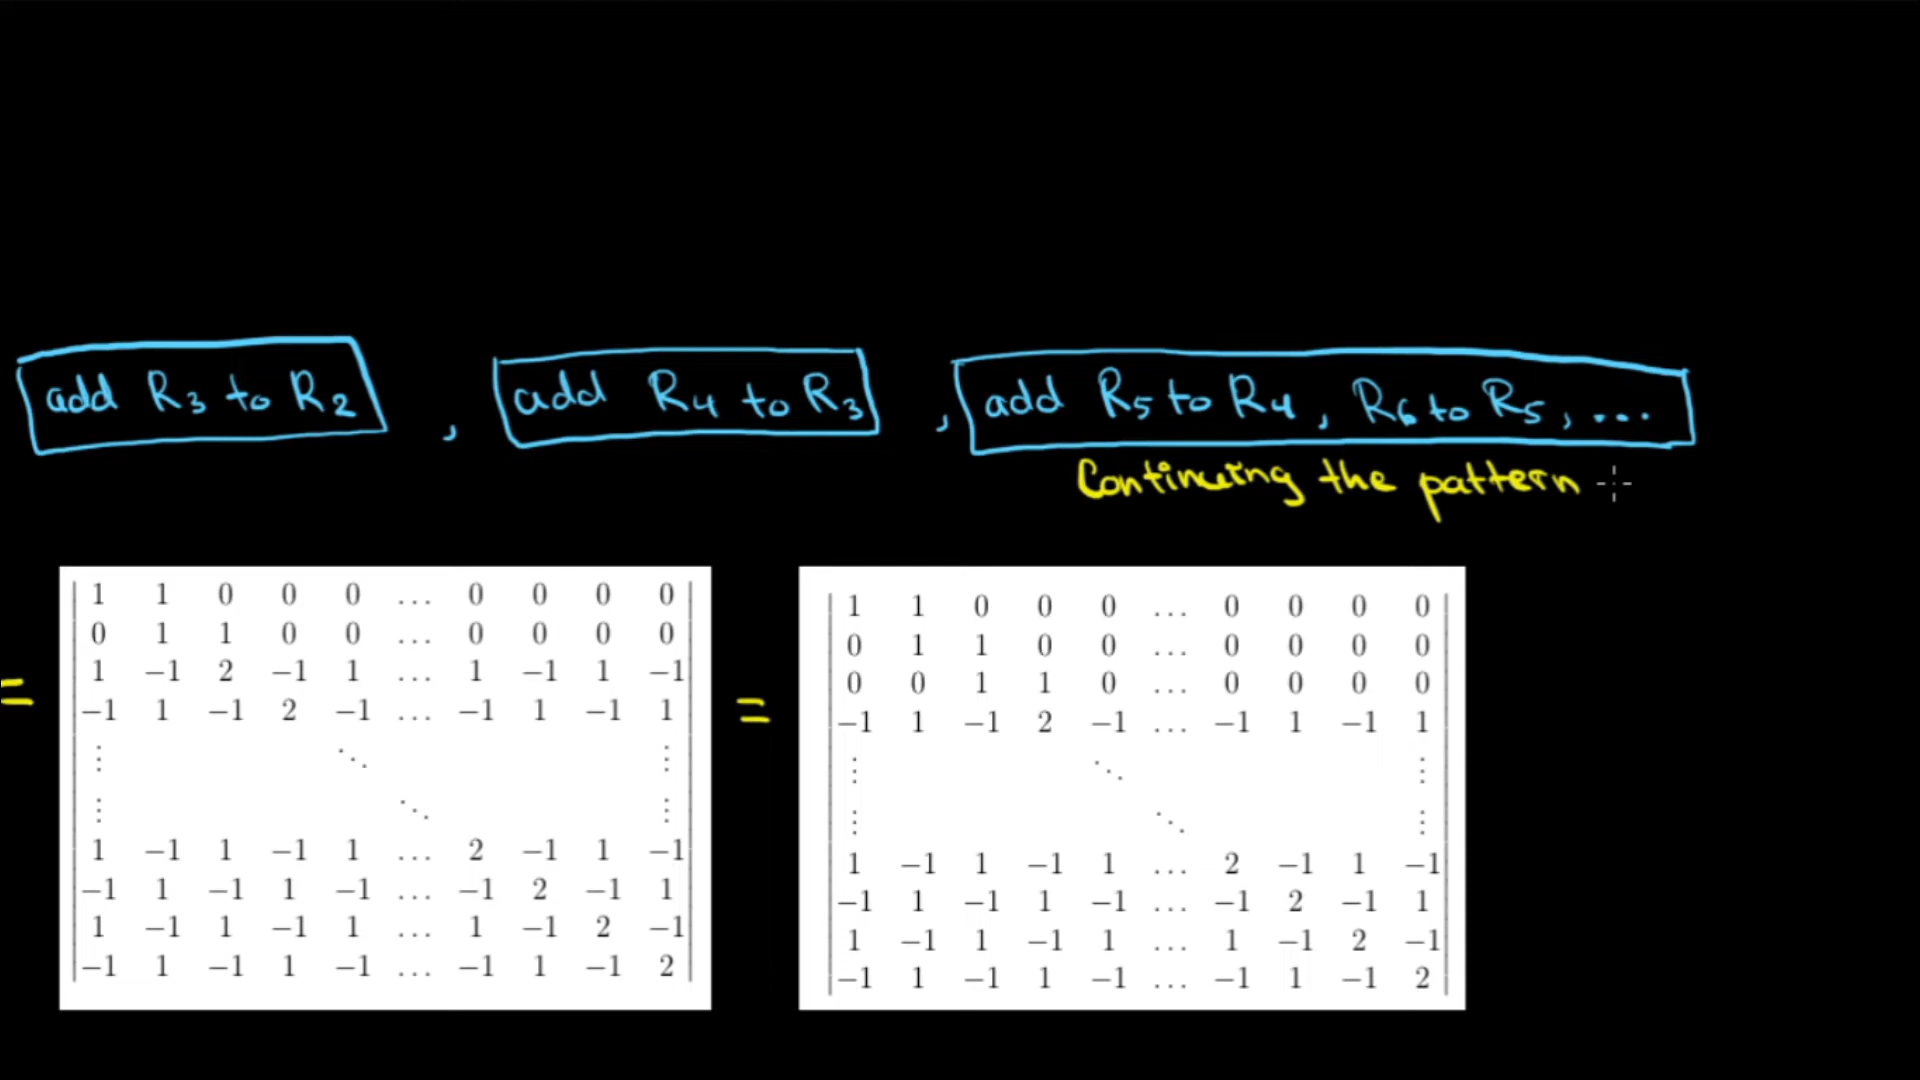 add R3 to R2 , add R4 to R3 , add R5 to R4 , R6 to R5 , ...
Continuing the pattern
=
1 1 0 0 0 … 0 0 0 0
0 1 1 0 0 … 0 0 0 0
1 −1 2 −1 1 … 1 −1 1 −1
−1 1 −1 2 −1 … −1 1 −1 1
⋮ ⋱ ⋮
⋮ ⋱ ⋮
1 −1 1 −1 1 … 2 −1 1 −1
−1 1 −1 1 −1 … −1 2 −1 1
1 −1 1 −1 1 … 1 −1 2 −1
−1 1 −1 1 −1 … −1 1 −1 2
=
1 1 0 0 0 … 0 0 0 0
0 1 1 0 0 … 0 0 0 0
0 0 1 1 0 … 0 0 0 0
−1 1 −1 2 −1 … −1 1 −1 1
⋮ ⋱ ⋮
⋮ ⋱ ⋮
1 −1 1 −1 1 … 2 −1 1 −1
−1 1 −1 1 −1 … −1 2 −1 1
1 −1 1 −1 1 … 1 −1 2 −1
−1 1 −1 1 −1 … −1 1 −1 2